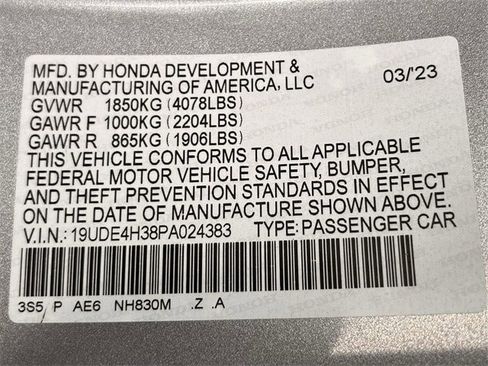 MFD. BY HONDA DEVELOPMENT &
MANUFACTURING OF AMERICA, LLC 03/'23
GVWR 1850KG (4078LBS)
GAWR F 1000KG (2204LBS)
GAWR R 865KG (1906LBS)
THIS VEHICLE CONFORMS TO ALL APPLICABLE
FEDERAL MOTOR VEHICLE SAFETY, BUMPER,
AND THEFT PREVENTION STANDARDS IN EFFECT
ON THE DATE OF MANUFACTURE SHOWN ABOVE.
V.I.N.: 19UDE4H38PA024383 TYPE: PASSENGER CAR
3S5 P AE6 NH830M .Z .A